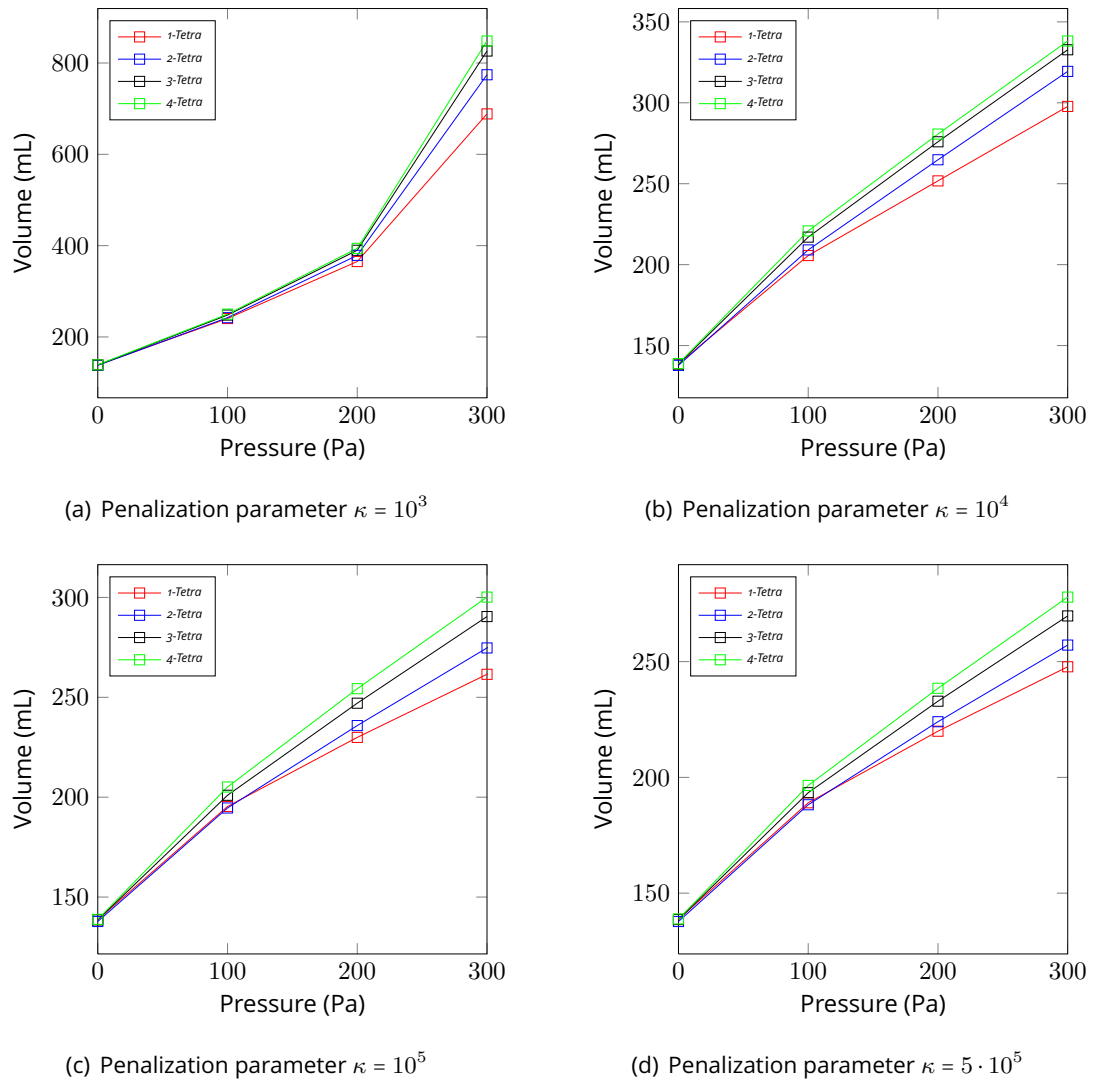 1-Tetra
2-Tetra
3-Tetra
4-Tetra
800
600
400
200
Volume (mL)
0 100 200 300
Pressure (Pa)
(a) Penalization parameter κ = 10³
1-Tetra
2-Tetra
3-Tetra
4-Tetra
350
300
250
200
150
Volume (mL)
0 100 200 300
Pressure (Pa)
(b) Penalization parameter κ = 10⁴
1-Tetra
2-Tetra
3-Tetra
4-Tetra
300
250
200
150
Volume (mL)
0 100 200 300
Pressure (Pa)
(c) Penalization parameter κ = 10⁵
1-Tetra
2-Tetra
3-Tetra
4-Tetra
250
200
150
Volume (mL)
0 100 200 300
Pressure (Pa)
(d) Penalization parameter κ = 5 · 10⁵